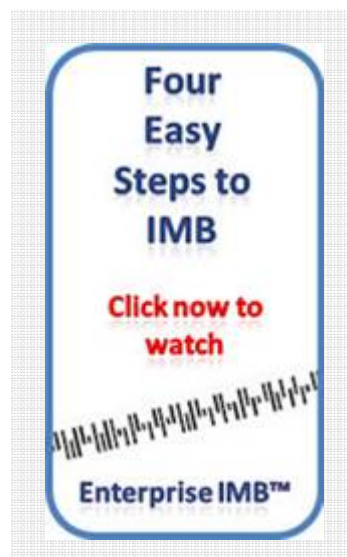 Four
Easy
Steps to
IMB
Click now to
watch
Enterprise IMB™